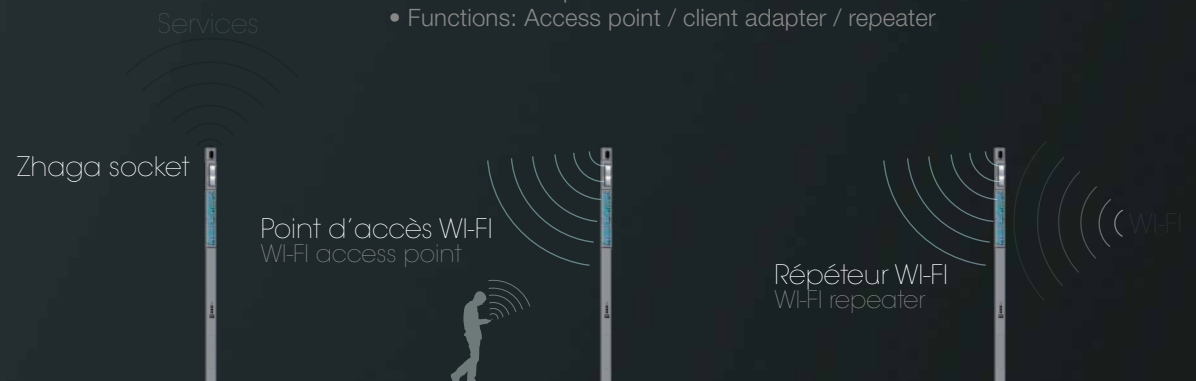 • Functions: Access point / client adapter / repeater
Services
Zhaga socket
Point d'accès WI-FI
WI-FI access point
Répéteur WI-FI
WI-FI repeater
WI-FI